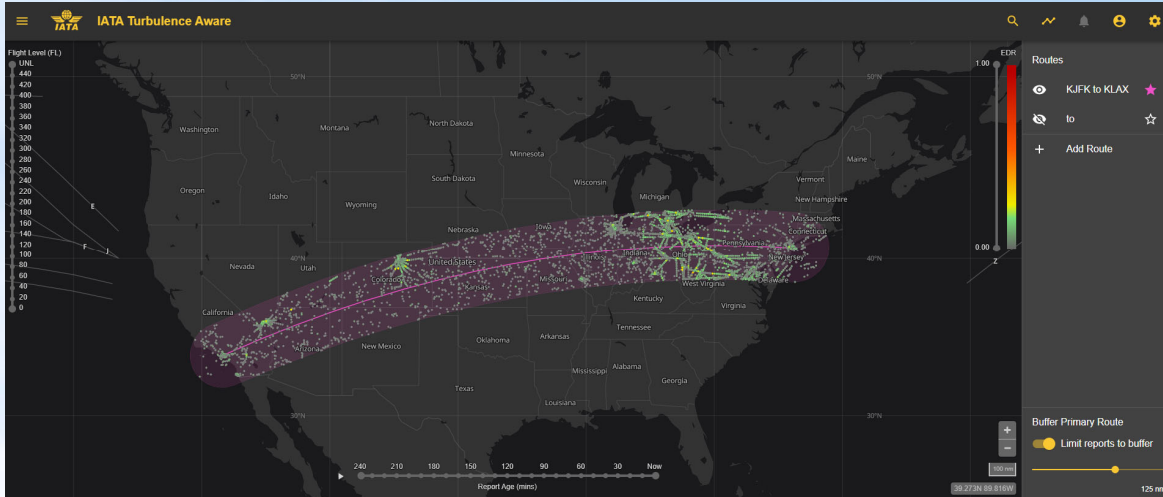 IATA
IATA Turbulence Aware
Flight Level (FL)
UNL
440
420
400
380
360
340
320
300
280
260
240
220
200
180
160
140
120
100
80
60
40
20
0
E
F
J
Z
50°N
50°N
40°N
40°N
30°N
30°N
Washington
Montana
North Dakota
Minnesota
Maine
Oregon
Idaho
South Dakota
Wisconsin
Vermont
Wyoming
Michigan
New Hampshire
Massachusetts
Nebraska
Iowa
Connecticut
Nevada
Utah
United States
Illinois
Indiana
Ohio
Pennsylvania
New Jersey
Colorado
Kansas
Missouri
West Virginia
Delaware
California
Kentucky
Virginia
Arizona
New Mexico
Oklahoma
Arkansas
Tennessee
Mississippi
Alabama
Georgia
Texas
Louisiana
EDR
1.00
0.00
240
210
180
150
120
90
60
30
Now
Report Age (mins)
+
−
100 nm
39.273N 89.816W
Routes
KJFK to KLAX
to
+ Add Route
Buffer Primary Route
Limit reports to buffer
125 nm